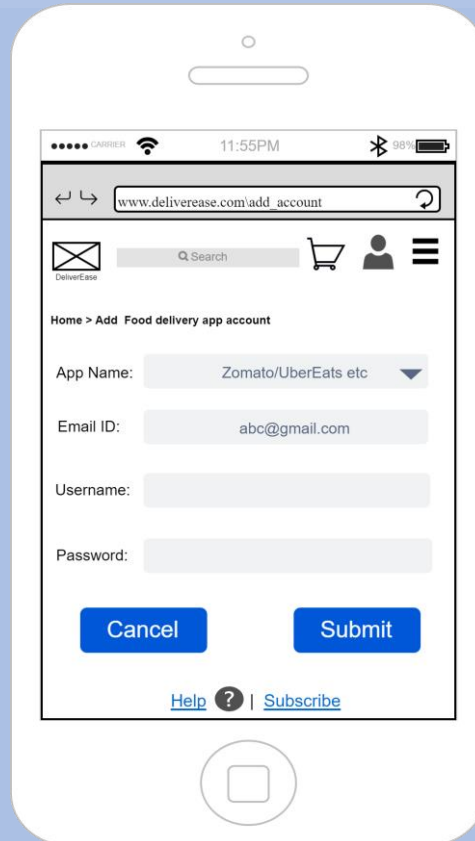 CARRIER 11:55PM 98%
www.deliverease.com\add_account
Search
DeliverEase
Home > Add Food delivery app account
App Name: Zomato/UberEats etc
Email ID: abc@gmail.com
Username:
Password:
Cancel Submit
Help ? | Subscribe